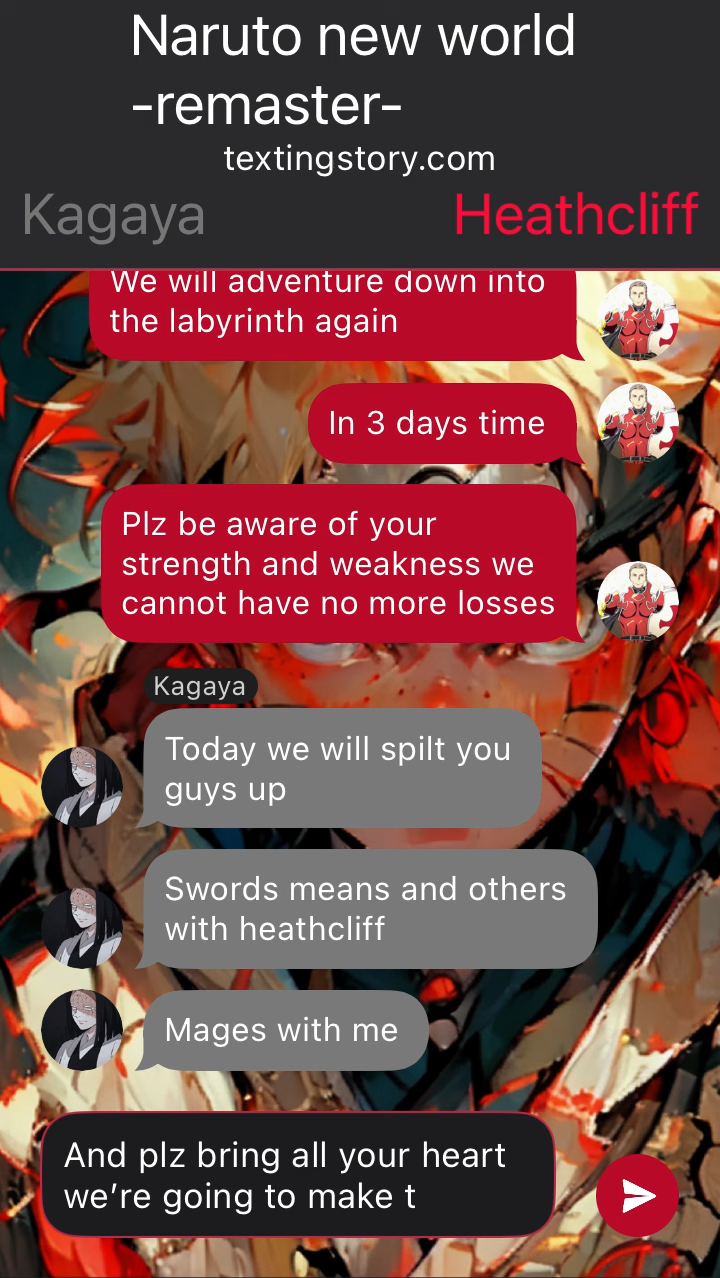 Naruto new world
-remaster-
textingstory.com
Kagaya
Heathcliff
We will adventure down into
the labyrinth again
In 3 days time
Plz be aware of your
strength and weakness we
cannot have no more losses
Kagaya
Today we will spilt you
guys up
Swords means and others
with heathcliff
Mages with me
And plz bring all your heart
we’re going to make t